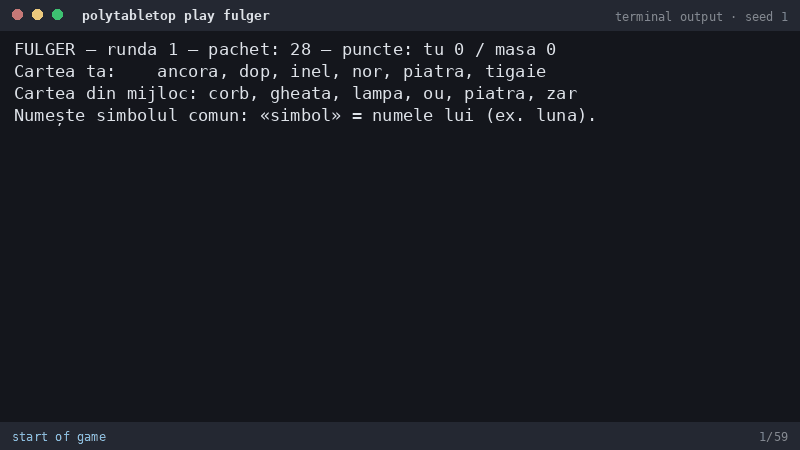 polytabletop play fulger
terminal output · seed 1
FULGER — runda 1 — pachet: 28 — puncte: tu 0 / masa 0
Cartea ta:    ancora, dop, inel, nor, piatra, tigaie
Cartea din mijloc: corb, gheata, lampa, ou, piatra, zar
Numește simbolul comun: «simbol» = numele lui (ex. luna).
start of game
1/59